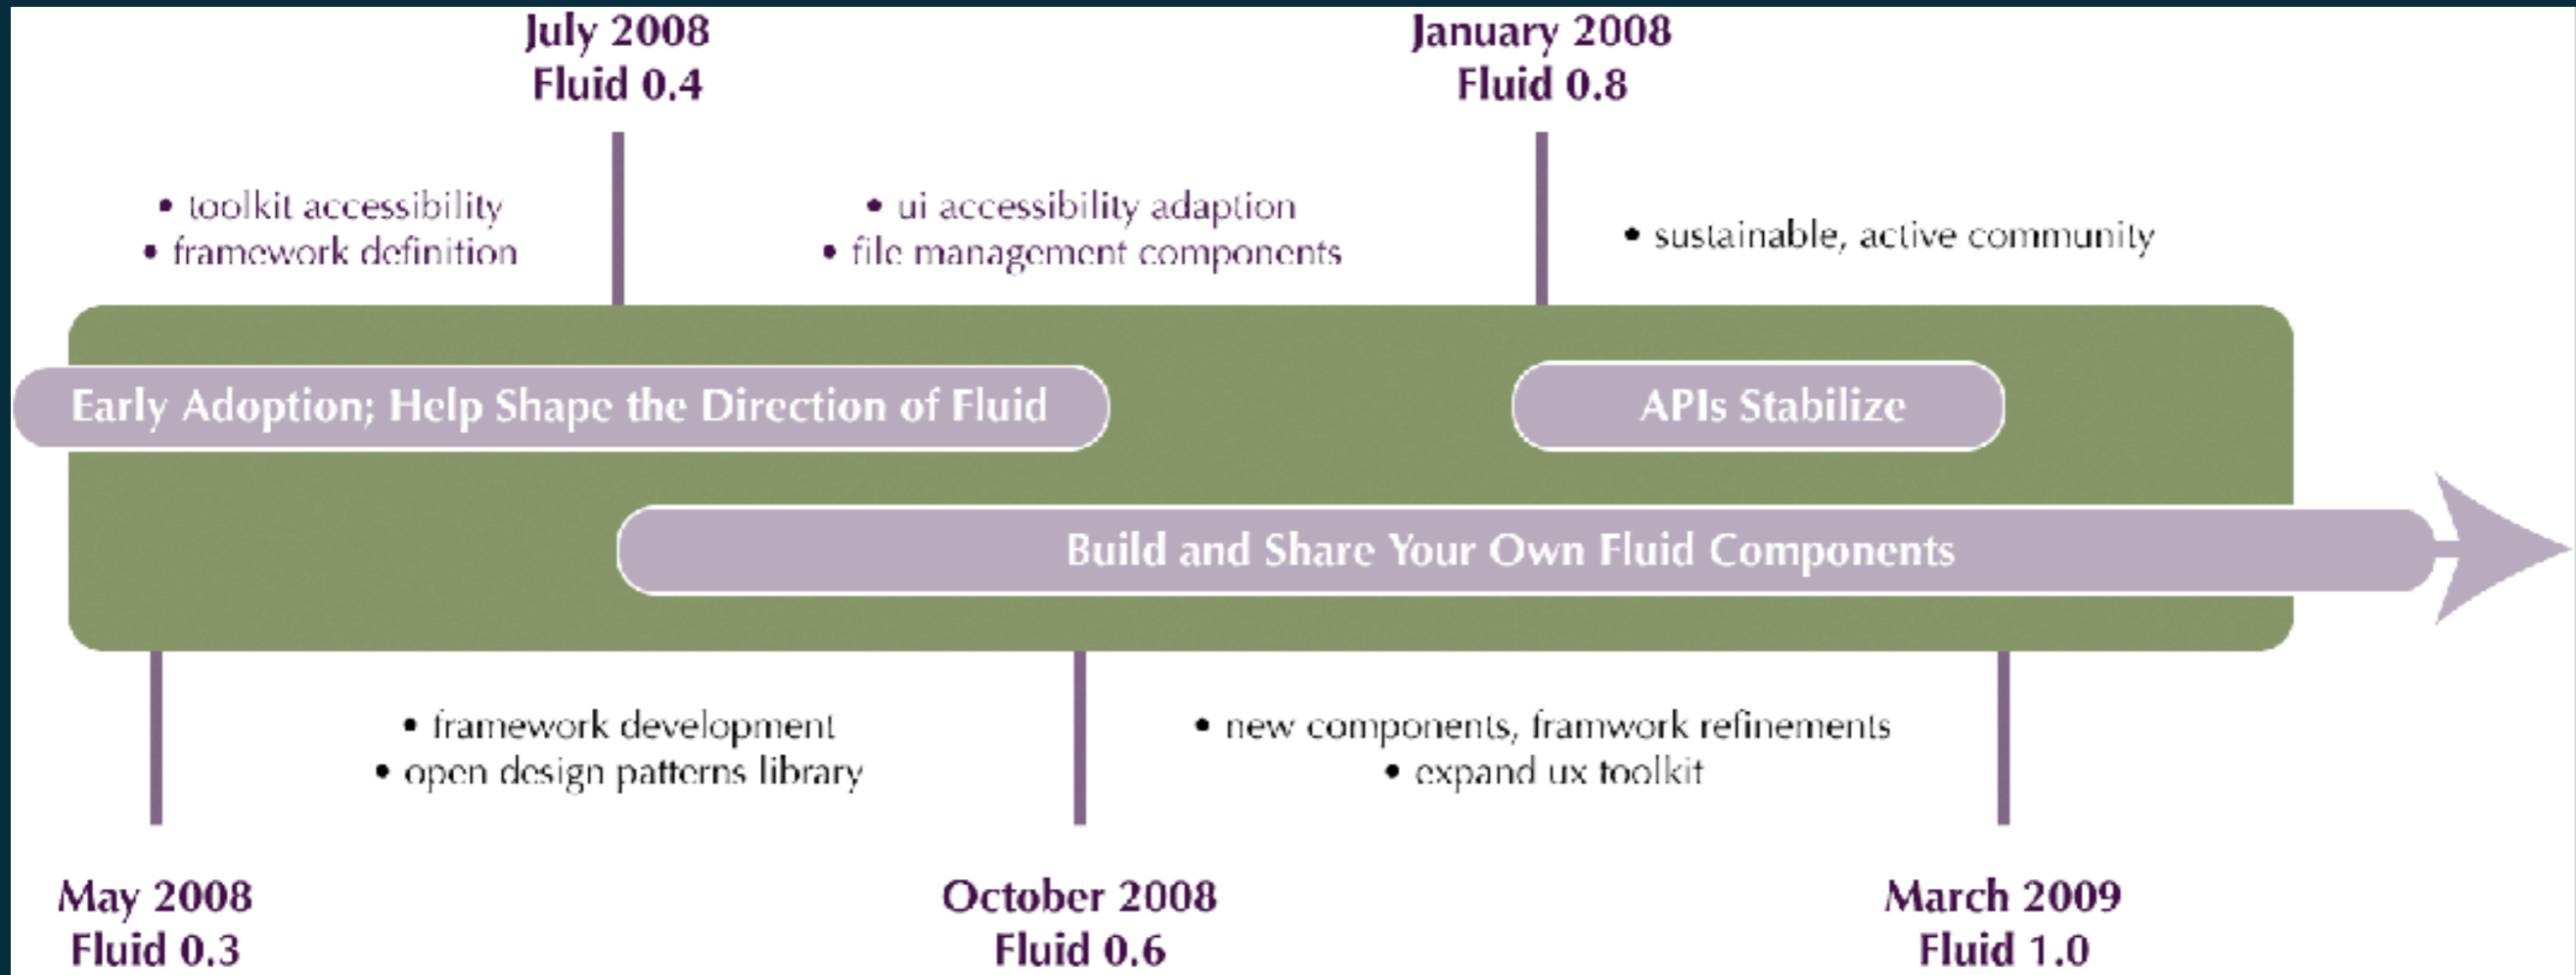 July 2008
Fluid 0.4
January 2008
Fluid 0.8
• toolkit accessibility
• framework definition
• ui accessibility adaption
• file management components
• sustainable, active community
Early Adoption; Help Shape the Direction of Fluid
APIs Stabilize
Build and Share Your Own Fluid Components
• framework development
• open design patterns library
• new components, framwork refinements
• expand ux toolkit
May 2008
Fluid 0.3
October 2008
Fluid 0.6
March 2009
Fluid 1.0